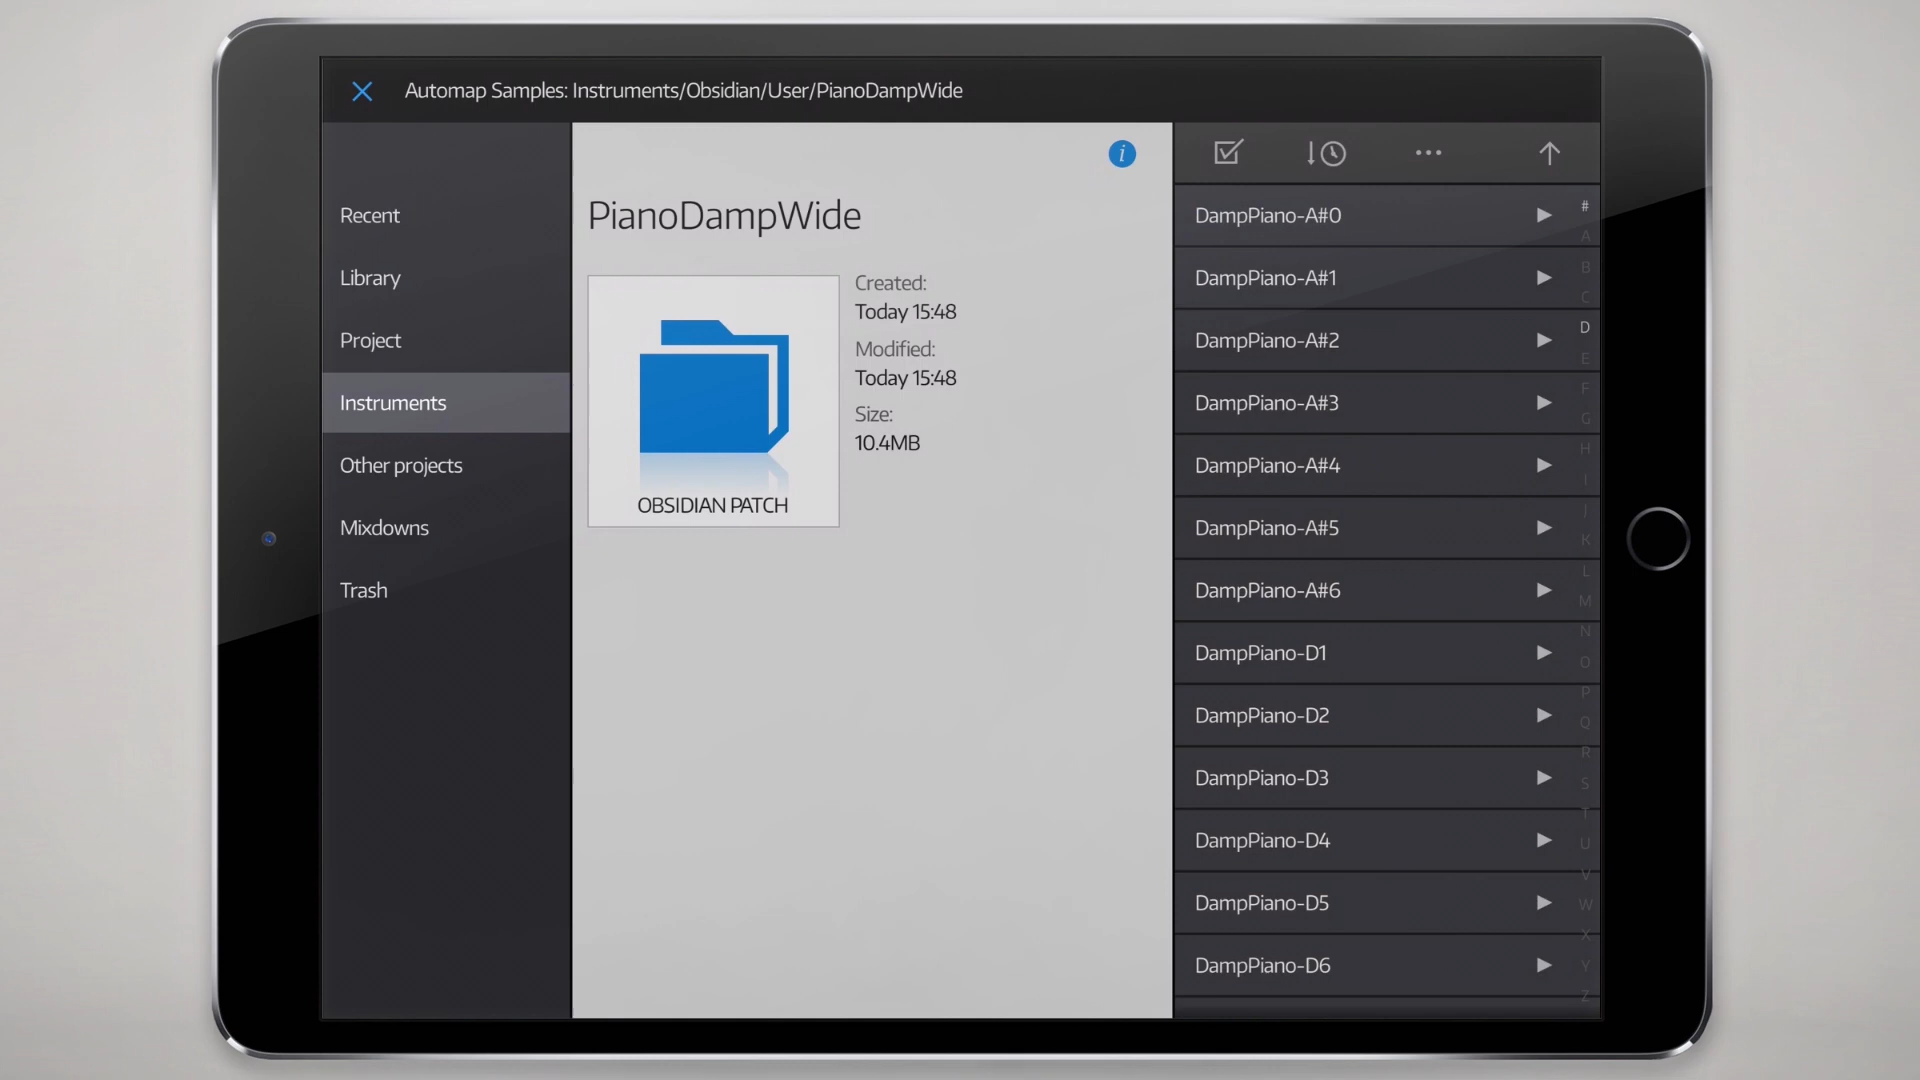 Automap Samples: Instruments/Obsidian/User/PianoDampWide
Recent
Library
Project
Instruments
Other projects
Mixdowns
Trash
i
PianoDampWide
OBSIDIAN PATCH
Created:
Today 15:48
Modified:
Today 15:48
Size:
10.4MB
DampPiano-A#0
DampPiano-A#1
DampPiano-A#2
DampPiano-A#3
DampPiano-A#4
DampPiano-A#5
DampPiano-A#6
DampPiano-D1
DampPiano-D2
DampPiano-D3
DampPiano-D4
DampPiano-D5
DampPiano-D6
#
A
B
C
D
E
F
G
H
I
J
K
L
M
N
O
P
Q
R
S
T
U
V
W
X
Y
Z